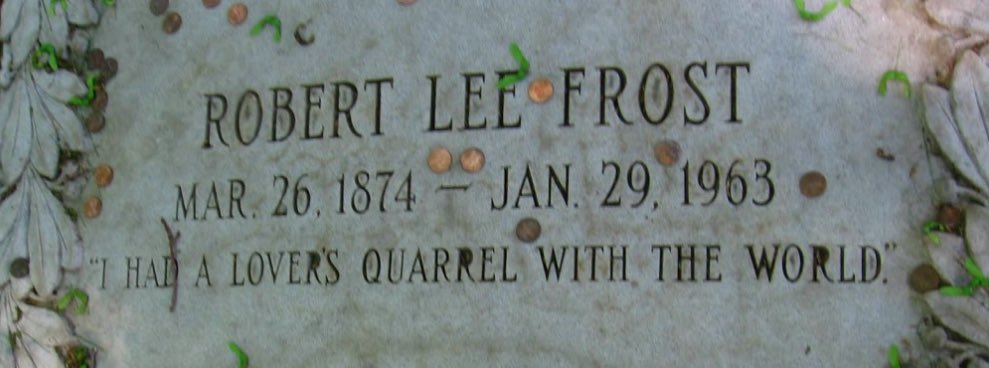 ROBERT LEE FROST
MAR. 26, 1874 – JAN. 29, 1963
"I HAD A LOVER'S QUARREL WITH THE WORLD."